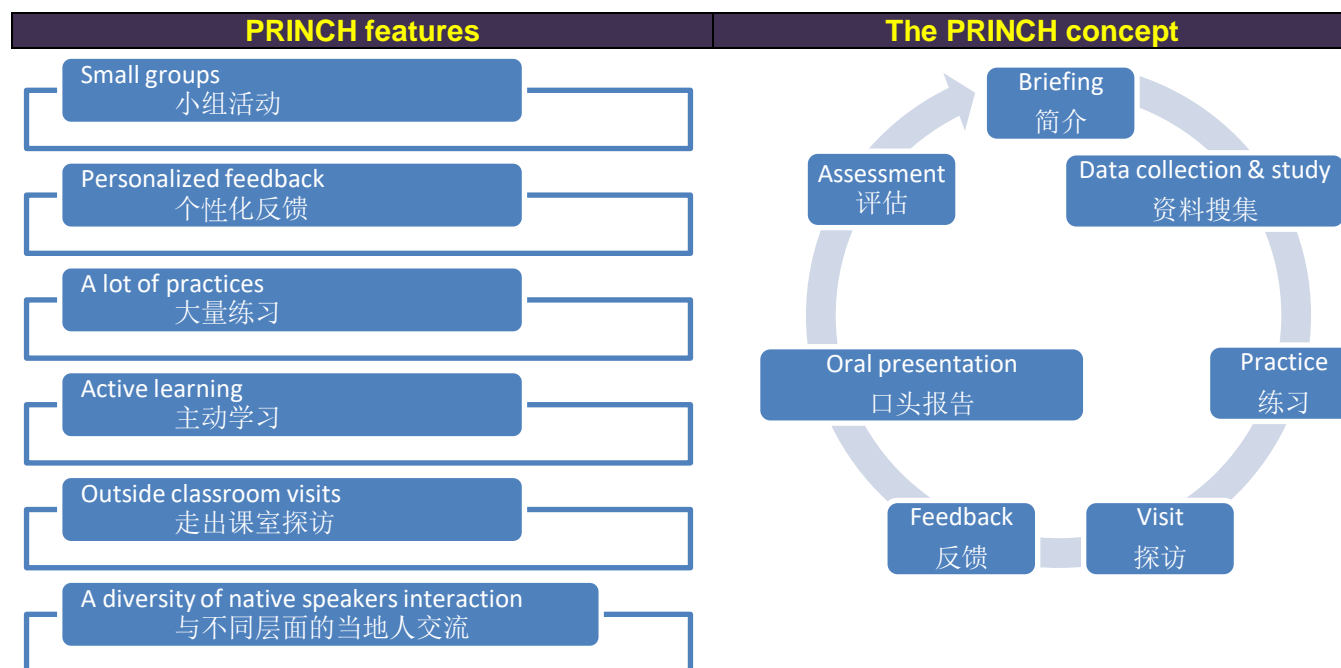 PRINCH features
Small groups
小组活动
Personalized feedback
个性化反馈
A lot of practices
大量练习
Active learning
主动学习
Outside classroom visits
走出课室探访
A diversity of native speakers interaction
与不同层面的当地人交流
The PRINCH concept
Briefing
简介
Data collection & study
资料搜集
Practice
练习
Visit
探访
Feedback
反馈
Oral presentation
口头报告
Assessment
评估